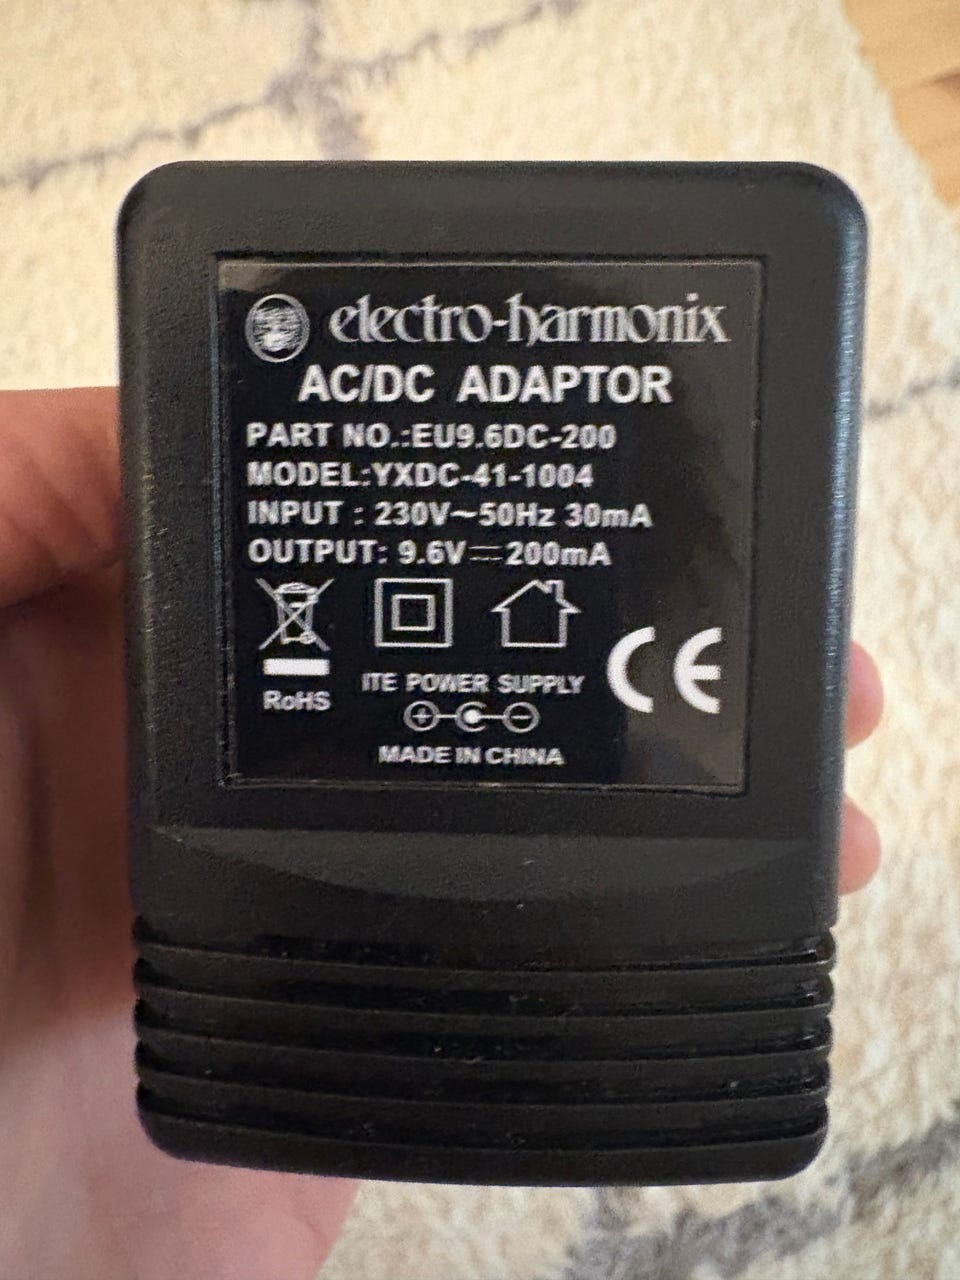 electro-harmonix
AC/DC ADAPTOR
PART NO.:EU9.6DC-200
MODEL:YXDC-41-1004
INPUT : 230V~50Hz 30mA
OUTPUT: 9.6V⎓200mA
RoHS
ITE POWER SUPPLY
+ −
CE
MADE IN CHINA